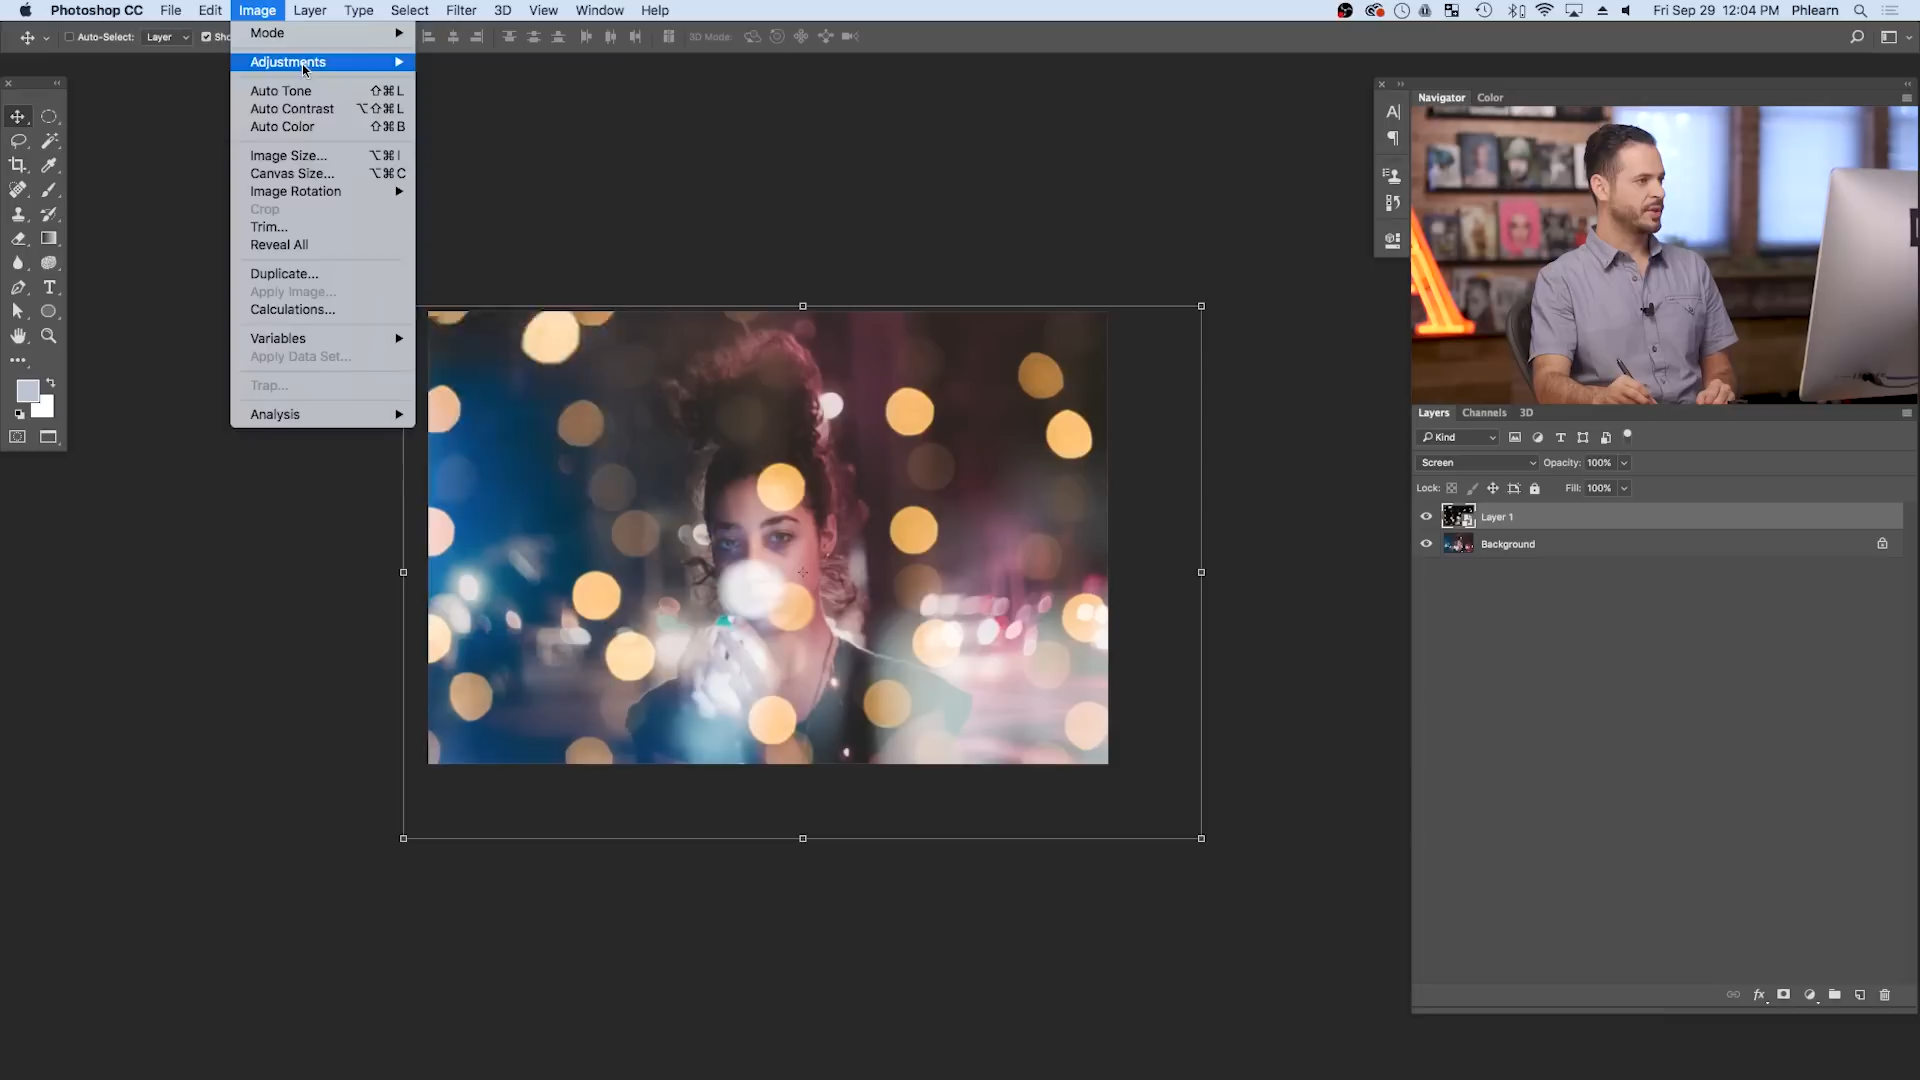 Photoshop CC File Edit Image Layer Type Select Filter 3D View Window Help Fri Sep 29 12:04 PM Phlearn
Auto-Select: Layer Sho 3D Mode:
Mode
Adjustments
Auto Tone ⇧⌘L
Auto Contrast ⌥⇧⌘L
Auto Color ⇧⌘B
Image Size... ⌥⌘I
Canvas Size... ⌥⌘C
Image Rotation
Crop
Trim...
Reveal All
Duplicate...
Apply Image...
Calculations...
Variables
Apply Data Set...
Trap...
Analysis
Navigator Color
Layers Channels 3D
Kind
Screen Opacity: 100%
Lock: Fill: 100%
Layer 1
Background